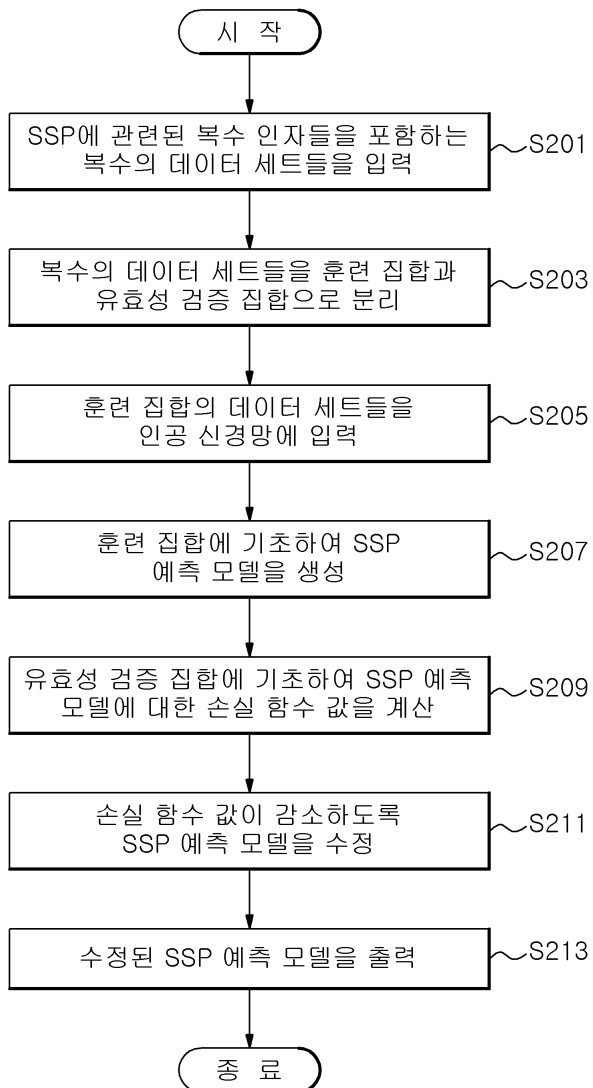 시 작
SSP에 관련된 복수 인자들을 포함하는
복수의 데이터 세트들을 입력
S201
복수의 데이터 세트들을 훈련 집합과
유효성 검증 집합으로 분리
S203
훈련 집합의 데이터 세트들을
인공 신경망에 입력
S205
훈련 집합에 기초하여 SSP
예측 모델을 생성
S207
유효성 검증 집합에 기초하여 SSP 예측
모델에 대한 손실 함수 값을 계산
S209
손실 함수 값이 감소하도록
SSP 예측 모델을 수정
S211
수정된 SSP 예측 모델을 출력
S213
종 료